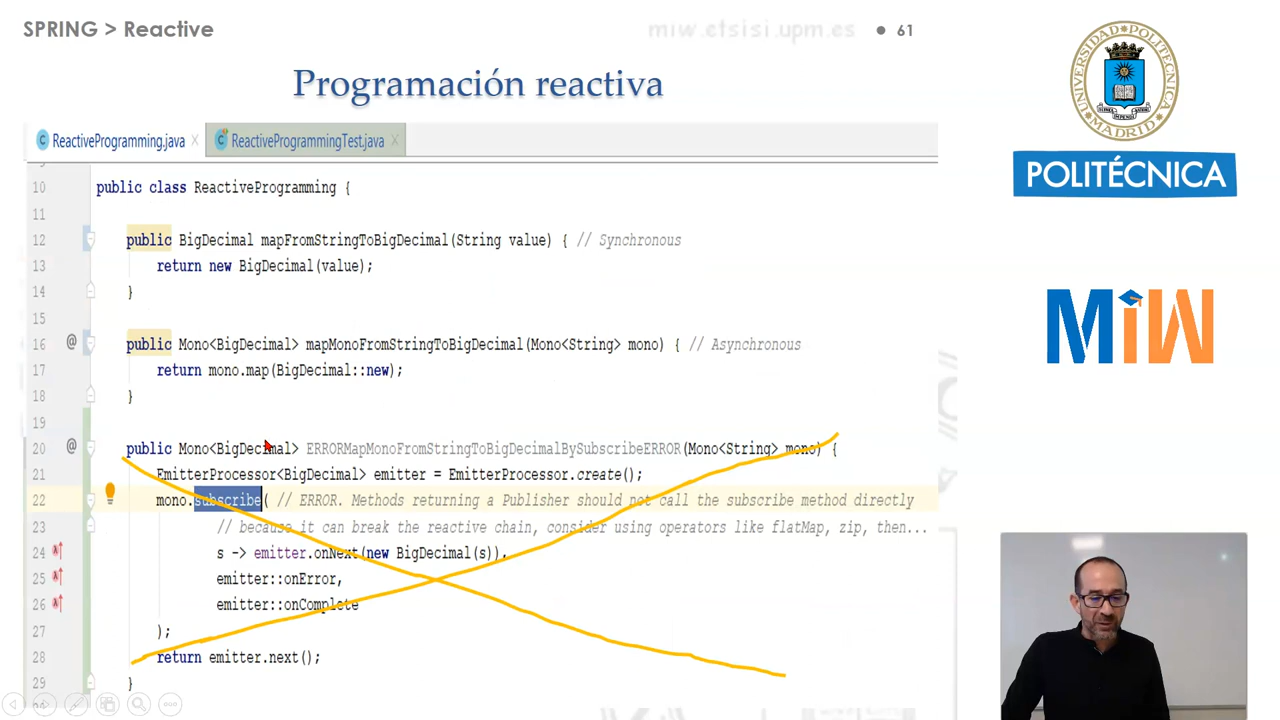 SPRING > Reactive
miw.etsisi.upm.es
61
Programación reactiva
ReactiveProgramming.java
ReactiveProgrammingTest.java
10 public class ReactiveProgramming {
11
12 public BigDecimal mapFromStringToBigDecimal(String value) { // Synchronous
13 return new BigDecimal(value);
14 }
15
16 @ public Mono<BigDecimal> mapMonoFromStringToBigDecimal(Mono<String> mono) { // Asynchronous
17 return mono.map(BigDecimal::new);
18 }
19
20 @ public Mono<BigDecimal> ERRORMapMonoFromStringToBigDecimalBySubscribeERROR(Mono<String> mono) {
21 EmitterProcessor<BigDecimal> emitter = EmitterProcessor.create();
22 mono.subscribe( // ERROR. Methods returning a Publisher should not call the subscribe method directly
23 // because it can break the reactive chain, consider using operators like flatMap, zip, then...
24 s -> emitter.onNext(new BigDecimal(s)),
25 emitter::onError,
26 emitter::onComplete
27 );
28 return emitter.next();
29 }
UNIVERSIDAD POLITÉCNICA MADRID
POLITÉCNICA
MiW